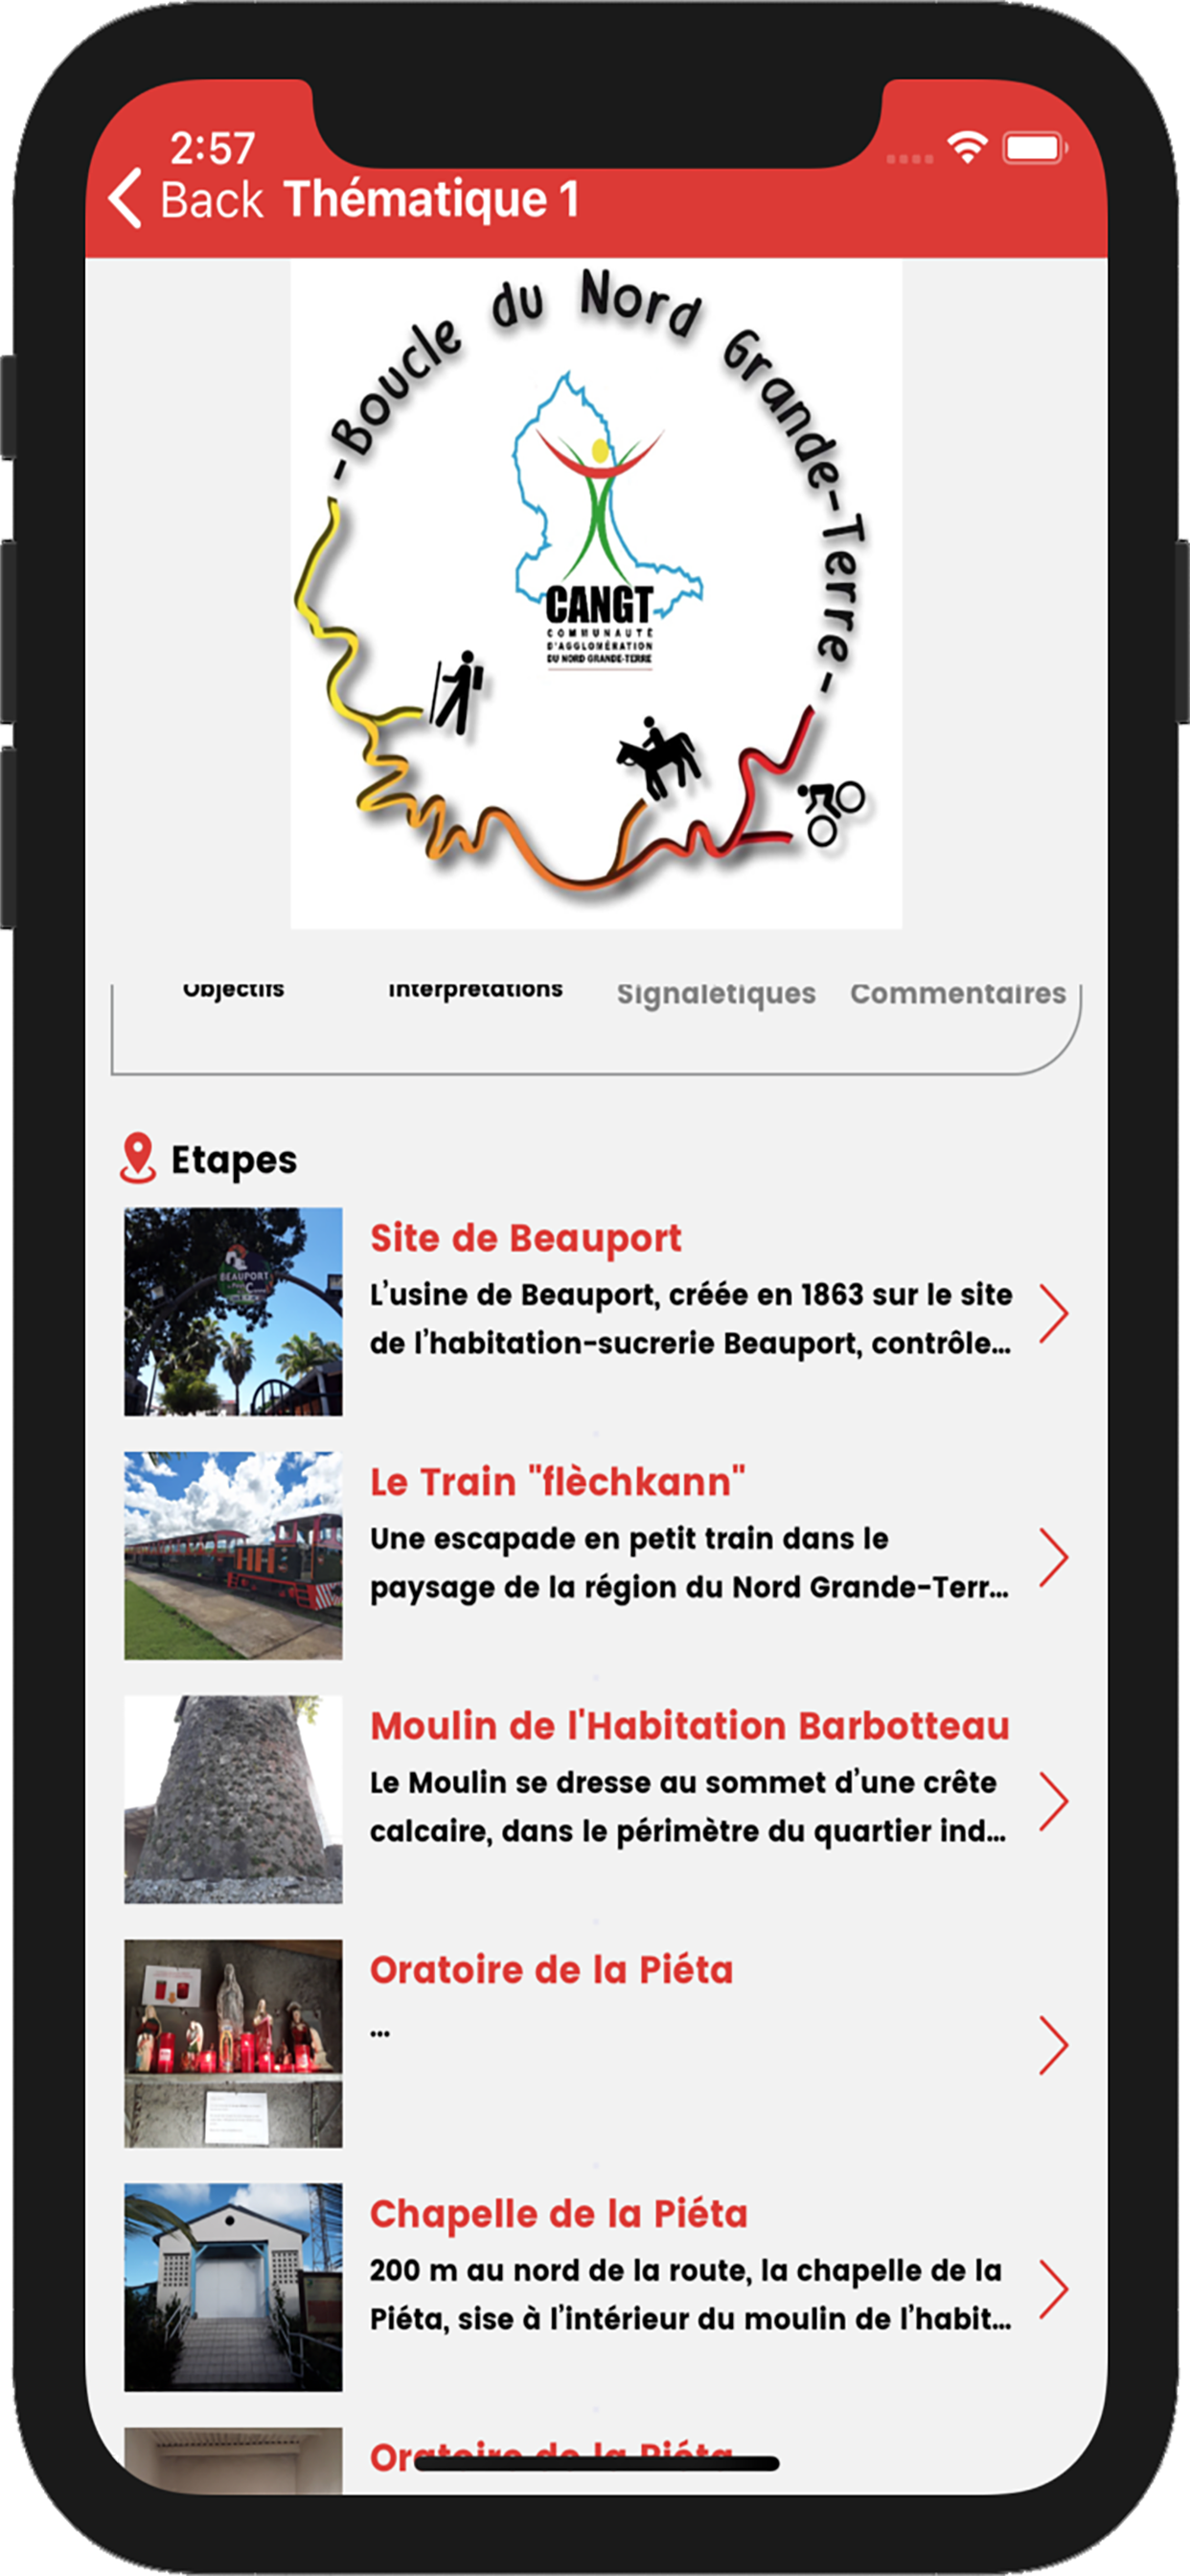 2:57
Back Thématique 1
-Boucle du Nord Grande-Terre-
CANGT
COMMUNAUTÉ
D'AGGLOMÉRATION
DU NORD GRANDE-TERRE
Objectifs Interprétations Signalétiques Commentaires
Etapes
BEAUPORT
Site de Beauport
L’usine de Beauport, créée en 1863 sur le site
de l’habitation-sucrerie Beauport, contrôle...
HH
Le Train "flèchkann"
Une escapade en petit train dans le
paysage de la région du Nord Grande-Terr...
Moulin de l'Habitation Barbotteau
Le Moulin se dresse au sommet d’une crête
calcaire, dans le périmètre du quartier ind...
Oratoire de la Piéta
...
Chapelle de la Piéta
200 m au nord de la route, la chapelle de la
Piéta, sise à l’intérieur du moulin de l’habit...
Oratoire de la Piéta